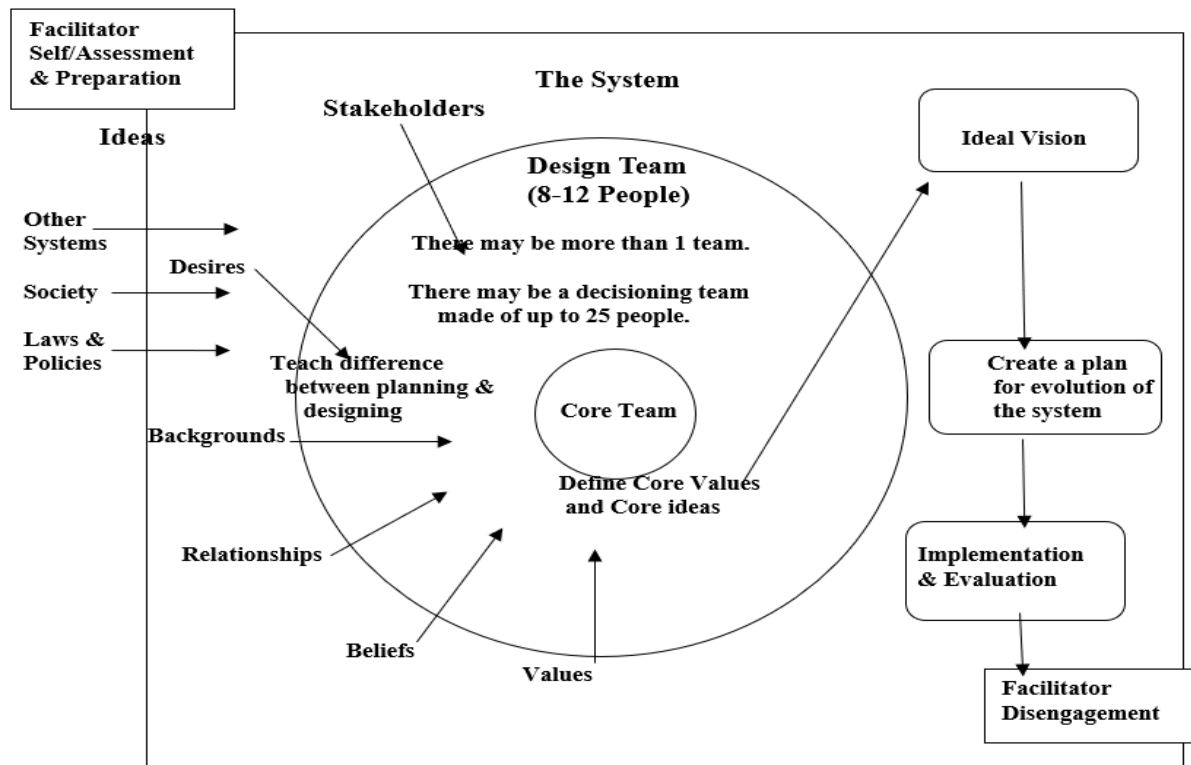 Facilitator
Self/Assessment
& Preparation
The System
Stakeholders
Ideas
Design Team
(8-12 People)
Ideal Vision
Other
Systems
There may be more than 1 team.
Desires
Society
There may be a decisioning team
made of up to 25 people.
Laws &
Policies
Teach difference
between planning &
designing
Create a plan
for evolution of
the system
Core Team
Backgrounds
Define Core Values
and Core ideas
Relationships
Implementation
& Evaluation
Beliefs
Values
Facilitator
Disengagement